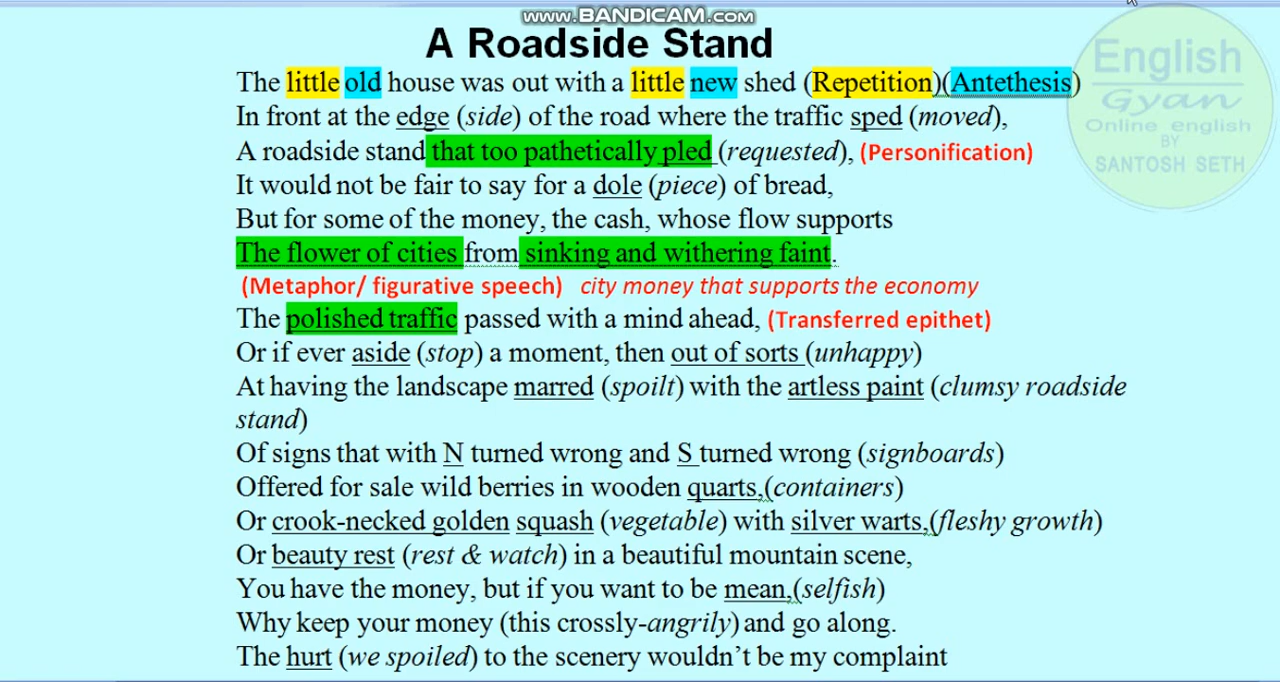 WWW.BANDICAM.COM
A Roadside Stand
English
Gyan
Online english
BY
SANTOSH SETH
The little old house was out with a little new shed (Repetition)(Antethesis)
In front at the edge (side) of the road where the traffic sped (moved),
A roadside stand that too pathetically pled (requested), (Personification)
It would not be fair to say for a dole (piece) of bread,
But for some of the money, the cash, whose flow supports
The flower of cities from sinking and withering faint.
(Metaphor/ figurative speech) city money that supports the economy
The polished traffic passed with a mind ahead, (Transferred epithet)
Or if ever aside (stop) a moment, then out of sorts (unhappy)
At having the landscape marred (spoilt) with the artless paint (clumsy roadside
stand)
Of signs that with N turned wrong and S turned wrong (signboards)
Offered for sale wild berries in wooden quarts,(containers)
Or crook-necked golden squash (vegetable) with silver warts,(fleshy growth)
Or beauty rest (rest & watch) in a beautiful mountain scene,
You have the money, but if you want to be mean,(selfish)
Why keep your money (this crossly-angrily) and go along.
The hurt (we spoiled) to the scenery wouldn't be my complaint